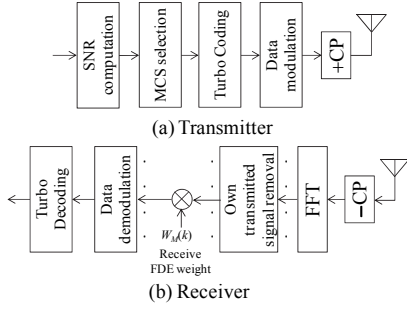 SNR
computation
MCS selection
Turbo Coding
Data
modulation
+CP
(a) Transmitter
Turbo
Decoding
Data
demodulation
W_M(k)
Receive
FDE weight
Own
transmitted
signal removal
FFT
−CP
(b) Receiver